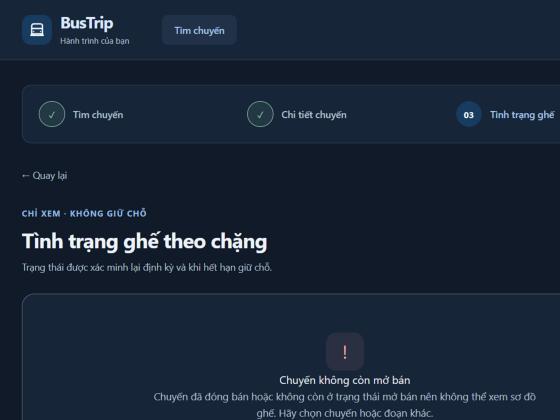 BusTrip
Hành trình của bạn
Tìm chuyến
✓ Tìm chuyến
✓ Chi tiết chuyến
03 Tình trạng ghế
← Quay lại
CHỈ XEM · KHÔNG GIỮ CHỖ
Tình trạng ghế theo chặng
Trạng thái được xác minh lại định kỳ và khi hết hạn giữ chỗ.
!
Chuyến không còn mở bán
Chuyến đã đóng bán hoặc không còn ở trạng thái mở bán nên không thể xem sơ đồ
ghế. Hãy chọn chuyến hoặc đoạn khác.